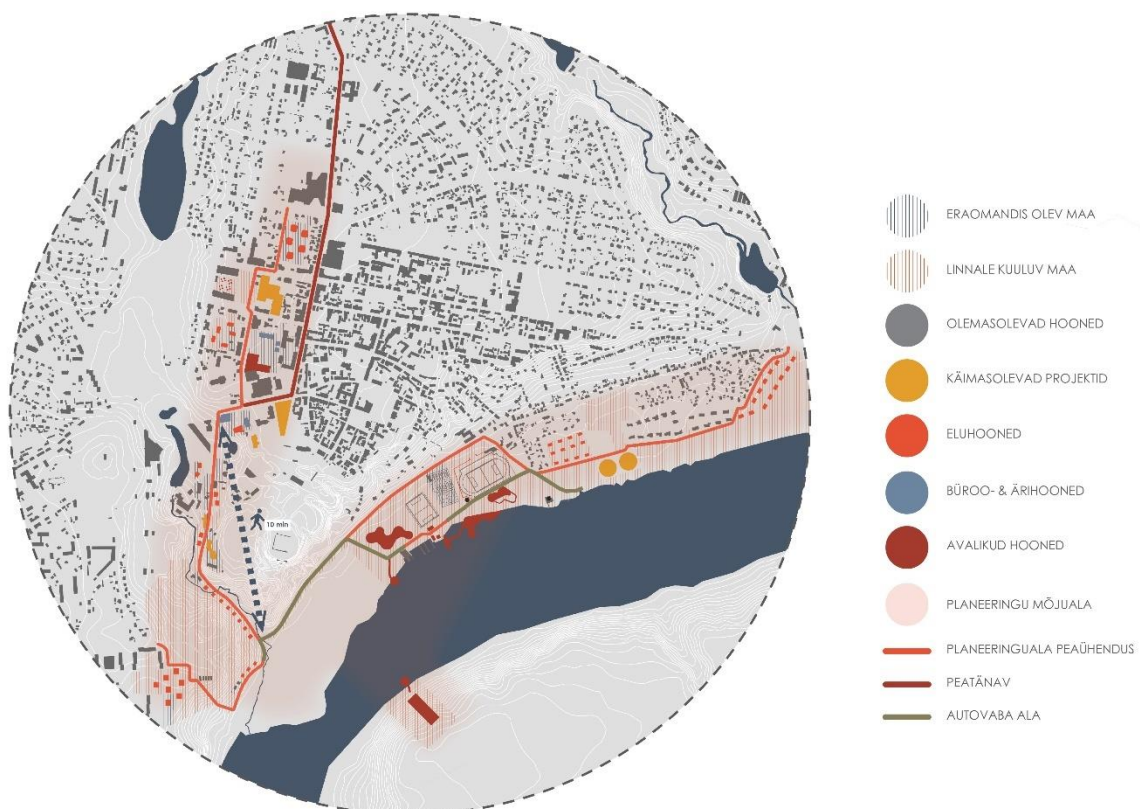 10 min
ERAOMANDIS OLEV MAA
LINNALE KUULUV MAA
OLEMASOLEVAD HOONED
KÄIMASOLEVAD PROJEKTID
ELUHOONED
BÜROO- & ÄRIHOONED
AVALIKUD HOONED
PLANEERINGU MÕJUALA
PLANEERINGUALA PEAÜHENDUS
PEATÄNAV
AUTOVABA ALA